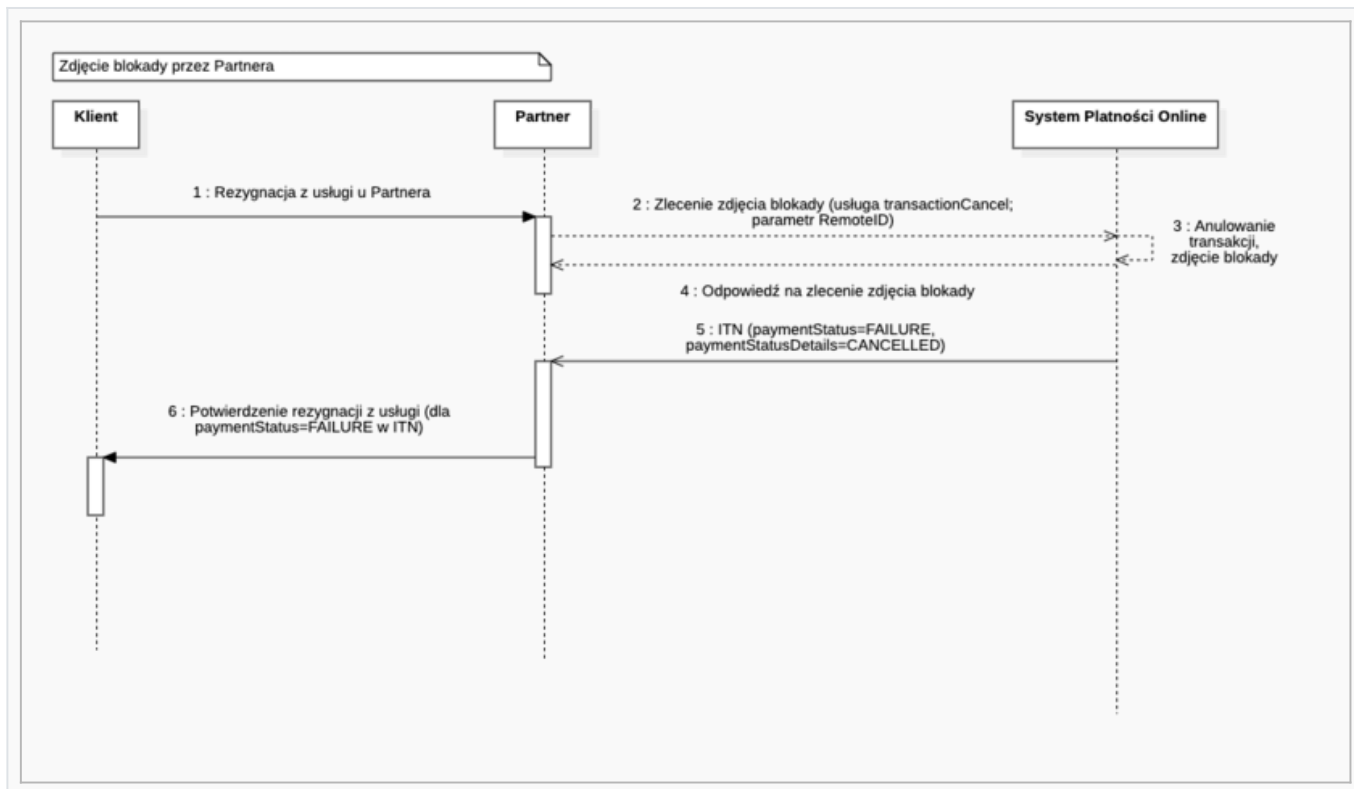 Zdjęcie blokady przez Partnera
Klient
Partner
System Płatności Online
1 : Rezygnacja z usługi u Partnera
2 : Zlecenie zdjęcia blokady (usługa transactionCancel;
parametr RemoteID)
3 : Anulowanie
transakcji,
zdjęcie blokady
4 : Odpowiedź na zlecenie zdjęcia blokady
5 : ITN (paymentStatus=FAILURE,
paymentStatusDetails=CANCELLED)
6 : Potwierdzenie rezygnacji z usługi (dla
paymentStatus=FAILURE w ITN)